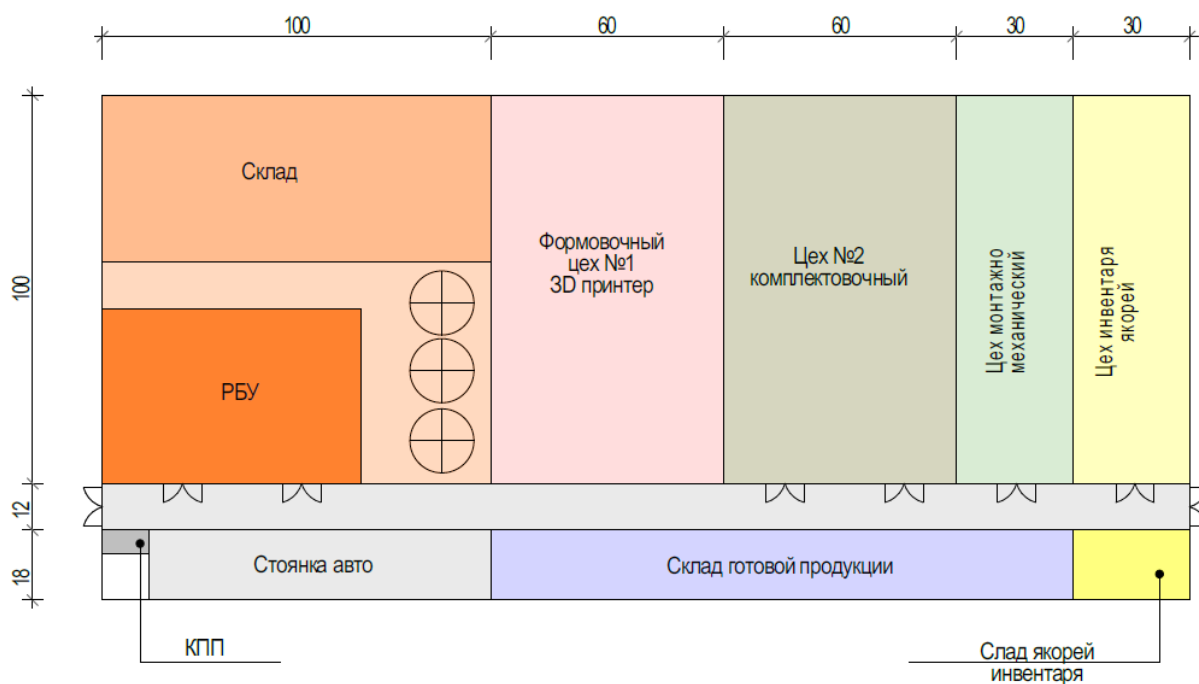 100
60
60
30
30
100
12
18
Склад
РБУ
Формовочный
цех №1
3D принтер
Цех №2
комплектовочный
Цех монтажно
механический
Цех инвентаря
якорей
Стоянка авто
Склад готовой продукции
КПП
Слад якорей
инвентаря